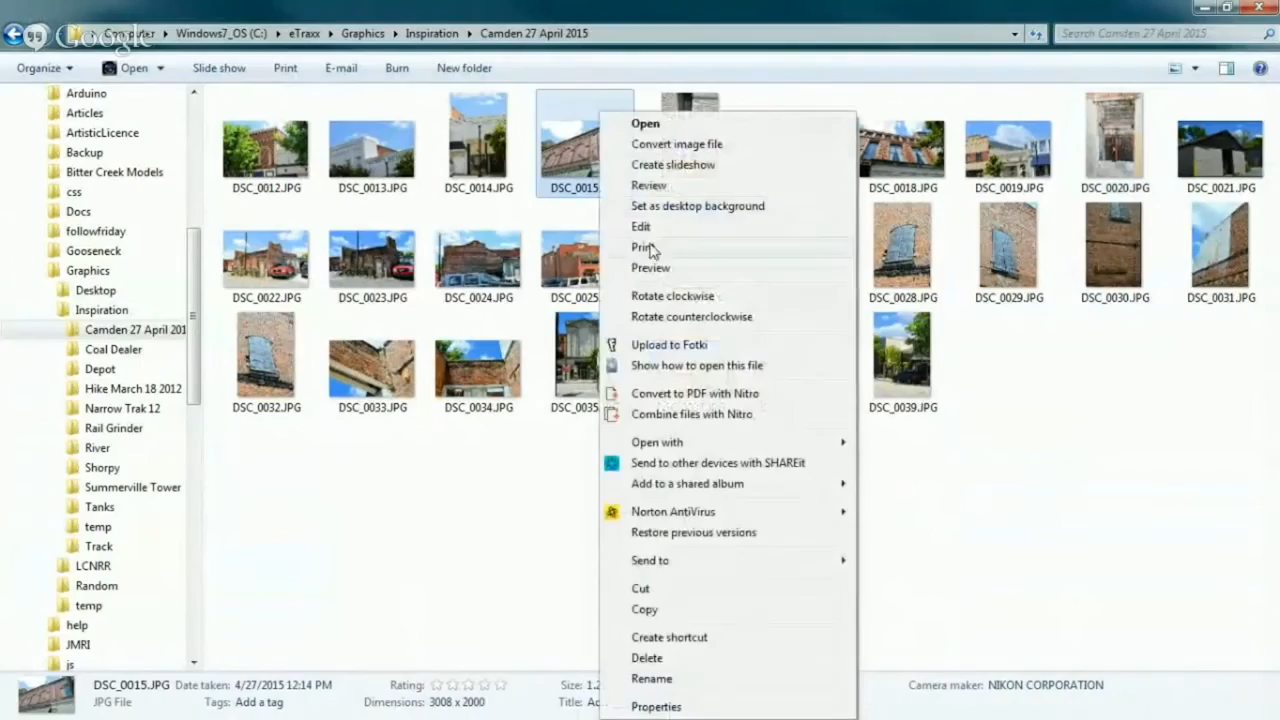 Google
Computer ▸ Windows7_OS (C:) ▸ eTraxx ▸ Graphics ▸ Inspiration ▸ Camden 27 April 2015
Search Camden 27 April 2015
Organize Open Slide show Print E-mail Burn New folder
Arduino
Articles
ArtisticLicence
Backup
Bitter Creek Models
css
Docs
followfriday
Gooseneck
Graphics
Desktop
Inspiration
Camden 27 April 201
Coal Dealer
Depot
Hike March 18 2012
Narrow Trak 12
Rail Grinder
River
Shorpy
Summerville Tower
Tanks
temp
Track
LCNRR
Random
temp
help
JMRI
js
DSC_0012.JPG DSC_0013.JPG DSC_0014.JPG DSC_0015. DSC_0018.JPG DSC_0019.JPG DSC_0020.JPG DSC_0021.JPG
DSC_0022.JPG DSC_0023.JPG DSC_0024.JPG DSC_0025. DSC_0028.JPG DSC_0029.JPG DSC_0030.JPG DSC_0031.JPG
DSC_0032.JPG DSC_0033.JPG DSC_0034.JPG DSC_0035. DSC_0039.JPG
Open
Convert image file
Create slideshow
Review
Set as desktop background
Edit
Print
Preview
Rotate clockwise
Rotate counterclockwise
Upload to Fotki
Show how to open this file
Convert to PDF with Nitro
Combine files with Nitro
Open with
Send to other devices with SHAREit
Add to a shared album
Norton AntiVirus
Restore previous versions
Send to
Cut
Copy
Create shortcut
Delete
Rename
Properties
DSC_0015.JPG Date taken: 4/27/2015 12:14 PM Rating: Size: 1.2 Camera maker: NIKON CORPORATION
JPG File Tags: Add a tag Dimensions: 3008 x 2000 Title: Ad